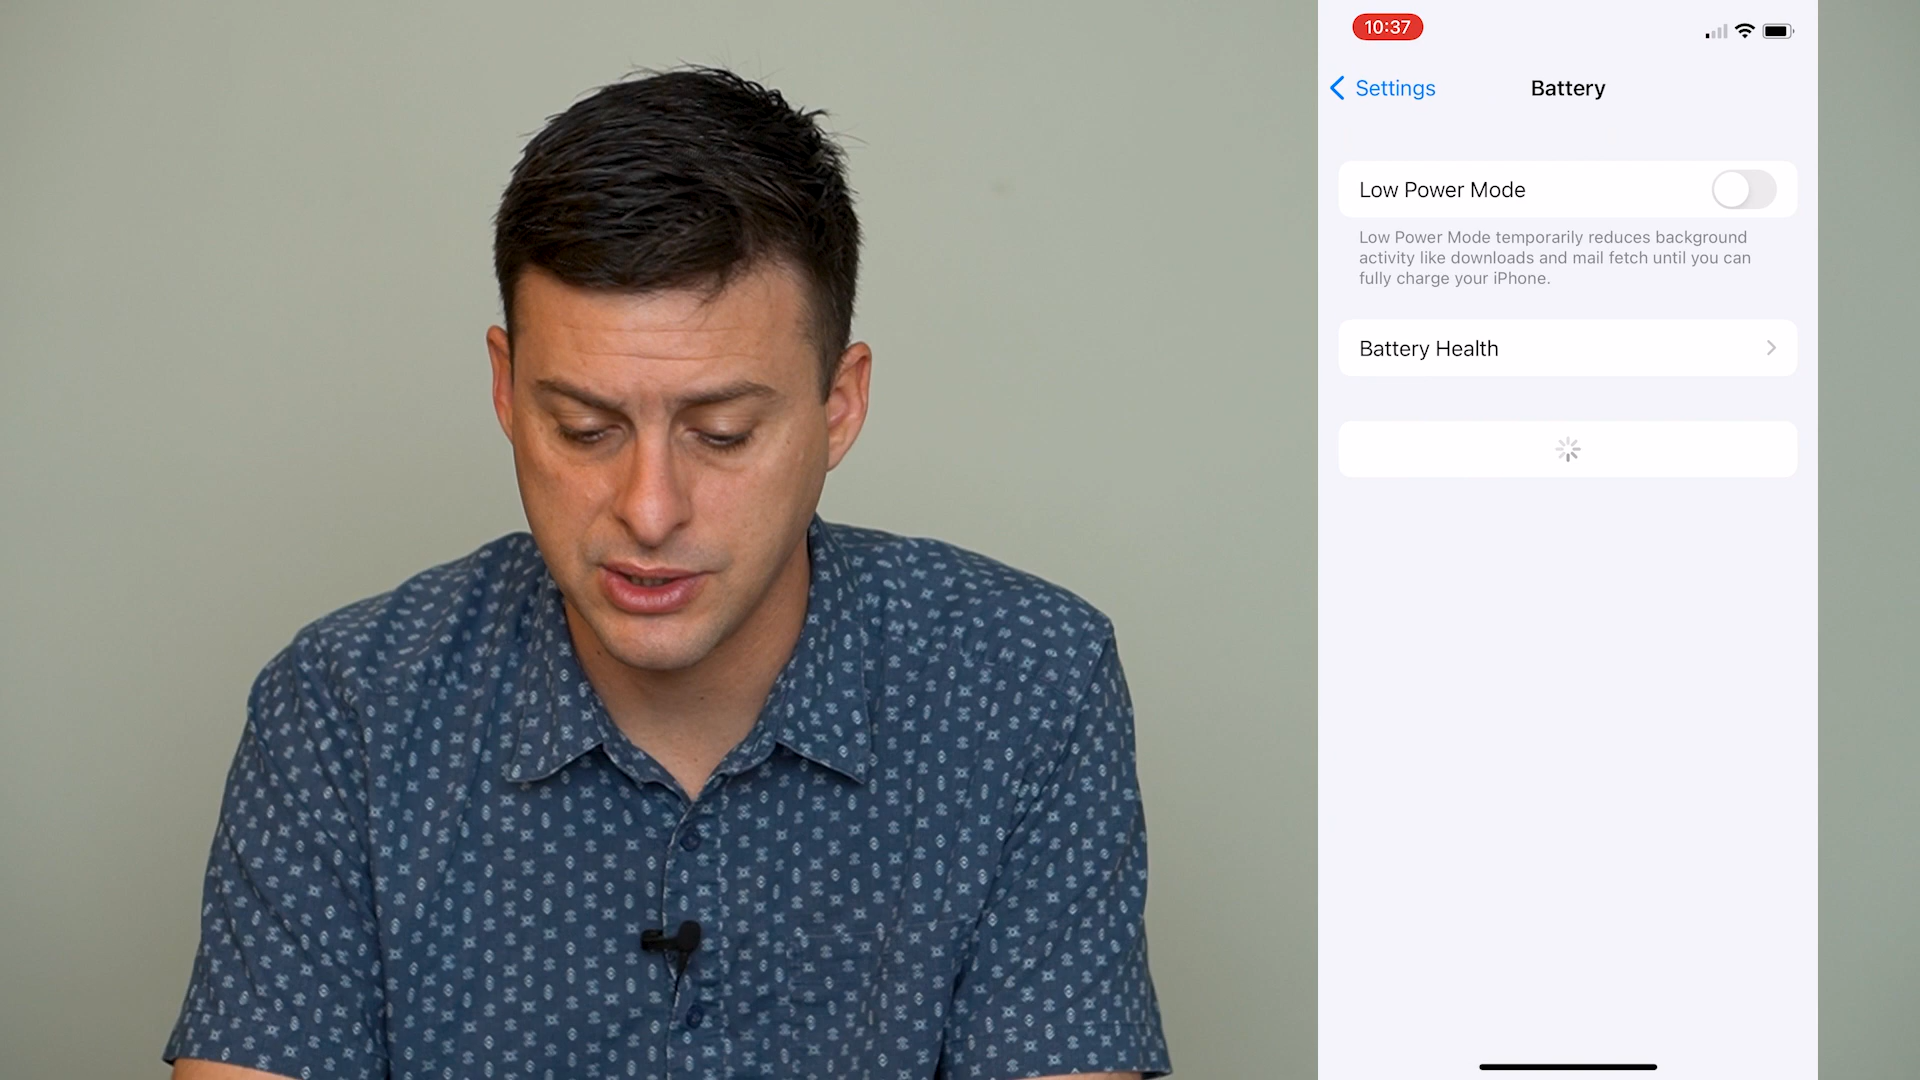 10:37
Settings
Battery
Low Power Mode
Low Power Mode temporarily reduces background
activity like downloads and mail fetch until you can
fully charge your iPhone.
Battery Health